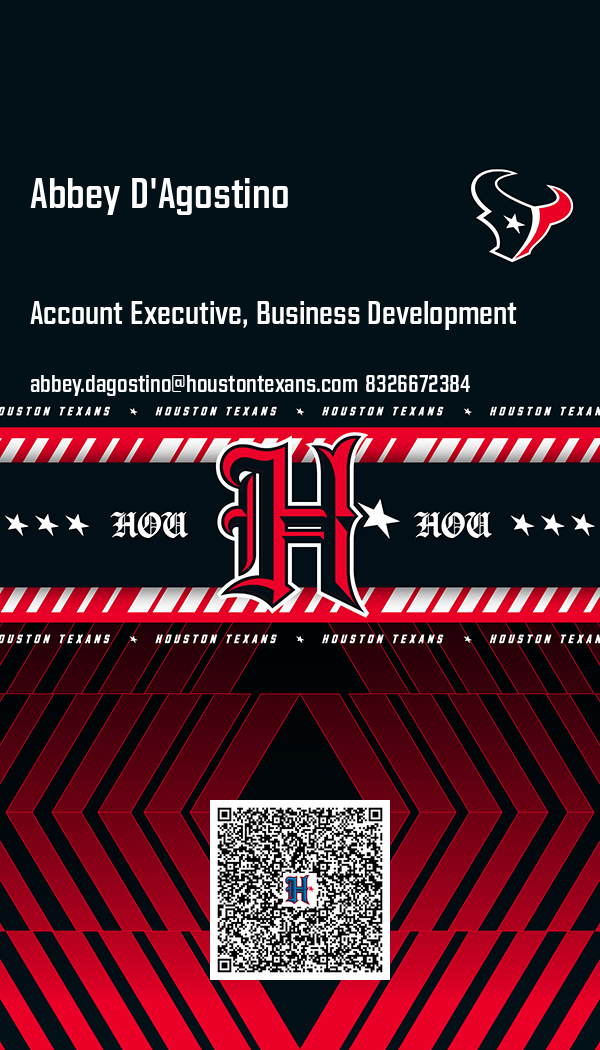 Abbey D'Agostino
Account Executive, Business Development
abbey.dagostino@houstontexans.com 8326672384
OUSTON TEXANS HOUSTON TEXANS HOUSTON TEXANS HOUSTON TEXAN
H
HOU HOU
OUSTON TEXANS HOUSTON TEXANS HOUSTON TEXANS HOUSTON TEXAN
H